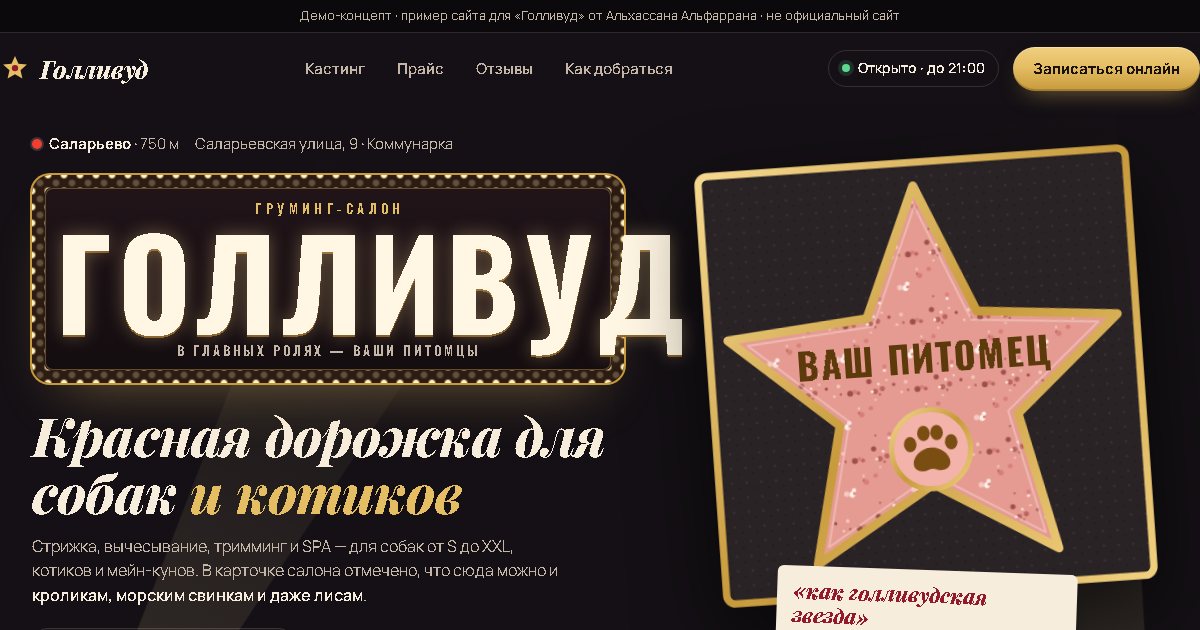 Демо-концепт · пример сайта для «Голливуд» от Альхассана Альфаррана · не официальный сайт
Голливуд
Кастинг
Прайс
Отзывы
Как добраться
Открыто · до 21:00
Записаться онлайн
Саларьево · 750 м
Саларьевская улица, 9 · Коммунарка
ГРУМИНГ-САЛОН
ГОЛЛИВУД
В ГЛАВНЫХ РОЛЯХ — ВАШИ ПИТОМЦЫ
Красная дорожка для
собак и котиков
Стрижка, вычесывание, тримминг и SPA — для собак от S до XXL,
котиков и мейн-кунов. В карточке салона отмечено, что сюда можно и
кроликам, морским свинкам и даже лисам.
ВАШ ПИТОМЕЦ
«как голливудская
звезда»